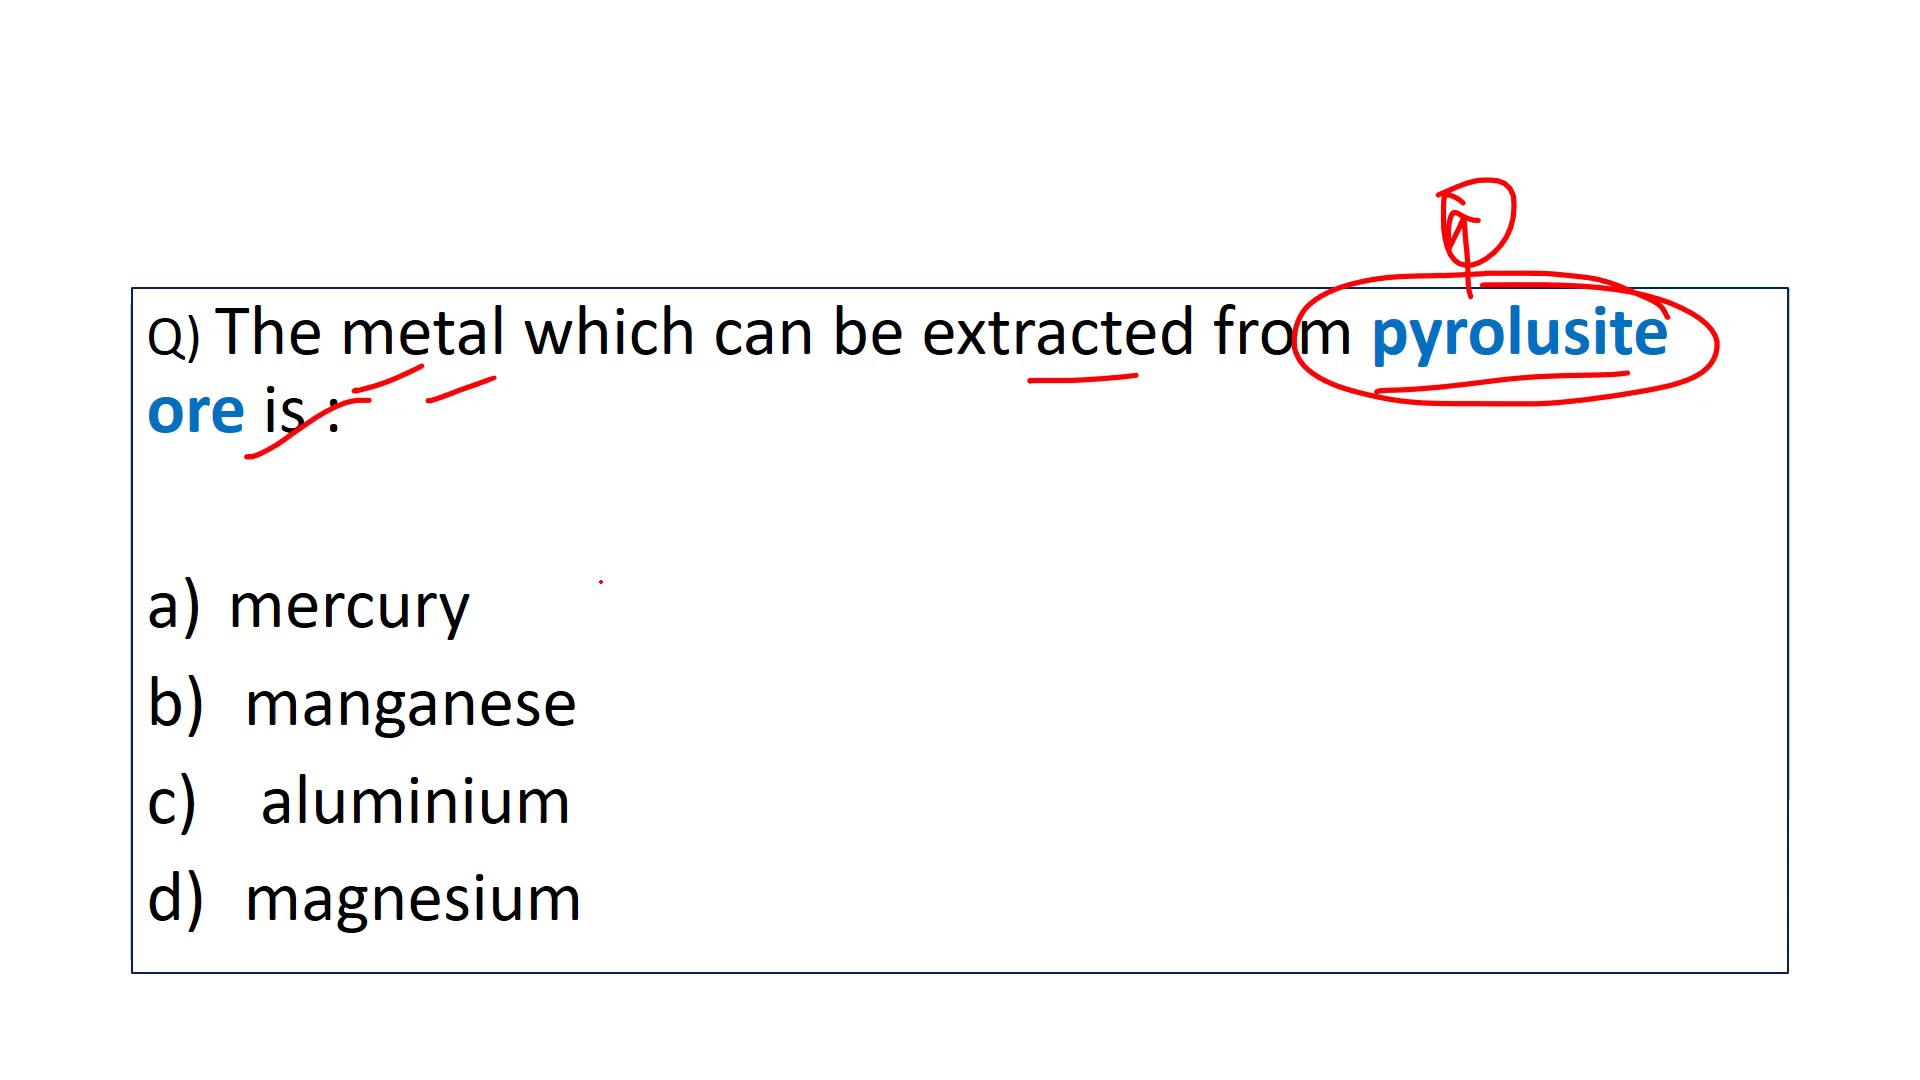 Q) The metal which can be extracted from pyrolusite
ore is :
a) mercury
b) manganese
c) aluminium
d) magnesium